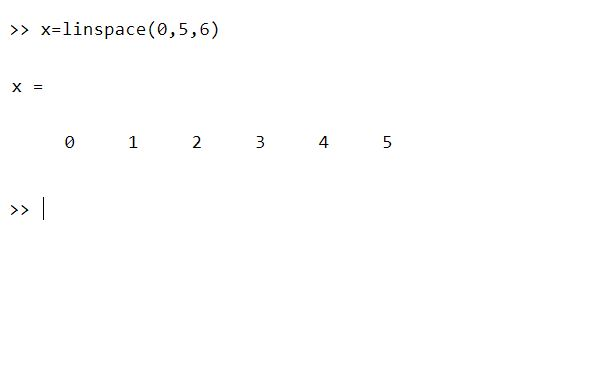 >> x=linspace(0,5,6)
x =
0 1 2 3 4 5
>>